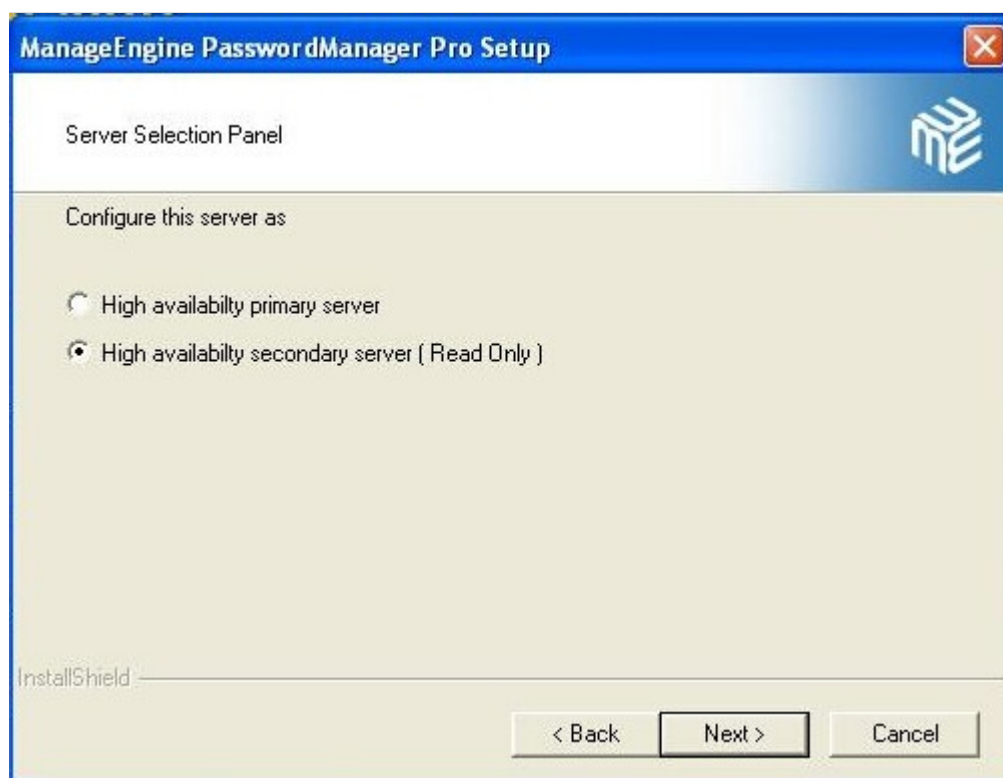 ManageEngine PasswordManager Pro Setup
Server Selection Panel
Configure this server as
High availabilty primary server
High availabilty secondary server ( Read Only )
InstallShield
< Back Next > Cancel